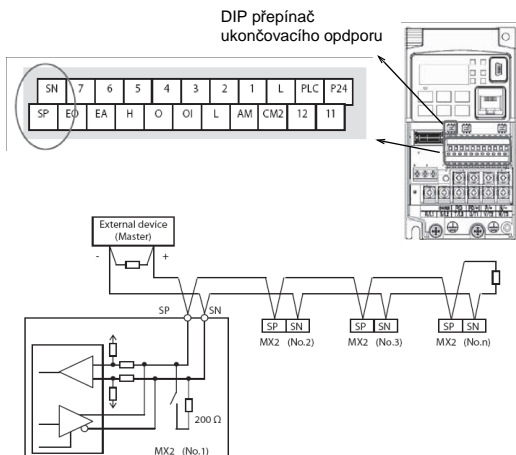 DIP přepínač
ukončovacího opdporu
SN 7 6 5 4 3 2 1 L PLC P24
SP EO EA H O OI L AM CM2 12 11
External device
(Master)
- +
SP SN
SP SN SP SN SP SN
MX2 (No.2) MX2 (No.3) MX2 (No.n)
200 Ω
MX2 (No.1)